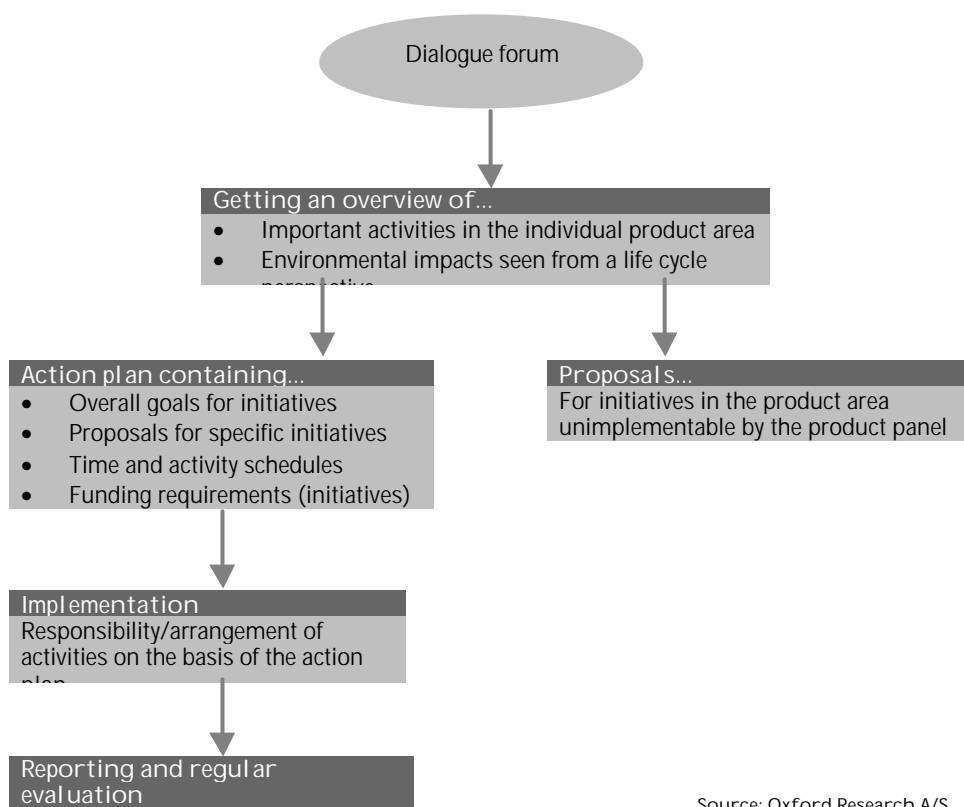 Dialogue forum
Getting an overview of...
• Important activities in the individual product area
• Environmental impacts seen from a life cycle
perspective
Action plan containing...
• Overall goals for initiatives
• Proposals for specific initiatives
• Time and activity schedules
• Funding requirements (initiatives)
Proposals...
For initiatives in the product area
unimplementable by the product panel
Implementation
Responsibility/arrangement of
activities on the basis of the action
plan
Reporting and regular
evaluation
Source: Oxford Research A/S